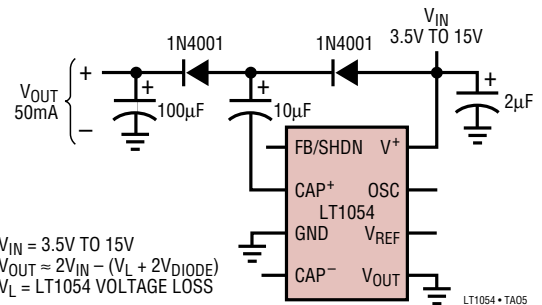 V_IN
3.5V TO 15V
1N4001
1N4001
+
V_OUT
50mA
–
+
100µF
+
10µF
+
2µF
FB/SHDN V+
CAP+ OSC
LT1054
GND V_REF
CAP– V_OUT
V_IN = 3.5V TO 15V
V_OUT ≈ 2V_IN – (V_L + 2V_DIODE)
V_L = LT1054 VOLTAGE LOSS
LT1054 • TA05